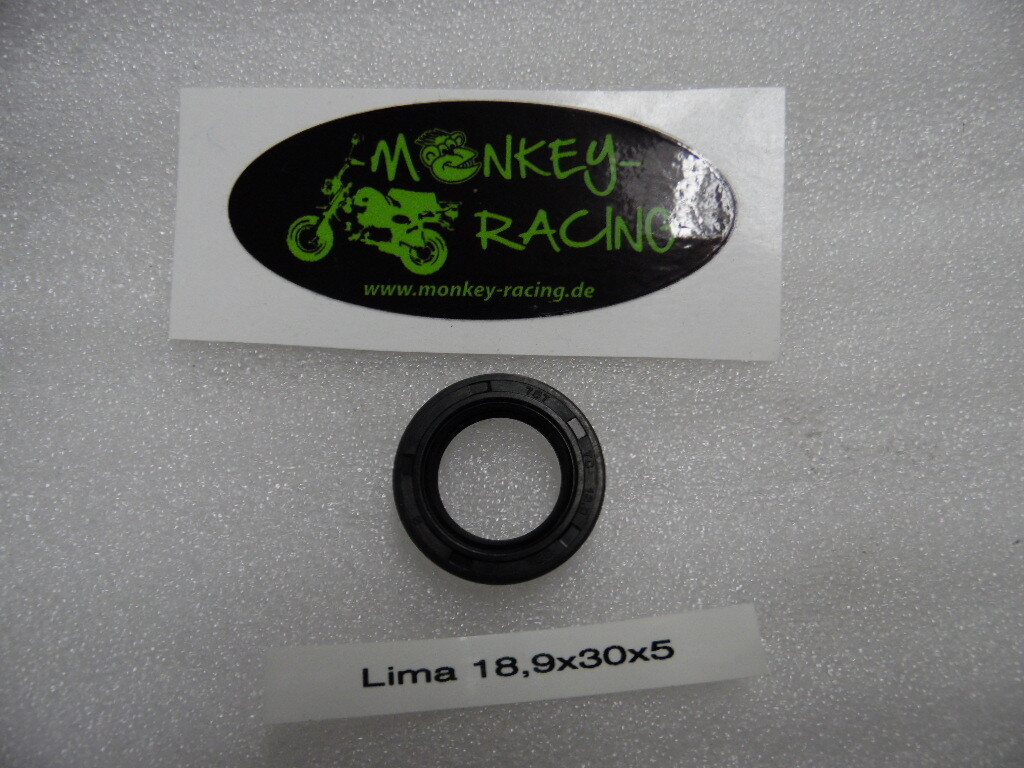 -MONKEY-
RACING
www.monkey-racing.de
Lima 18,9x30x5